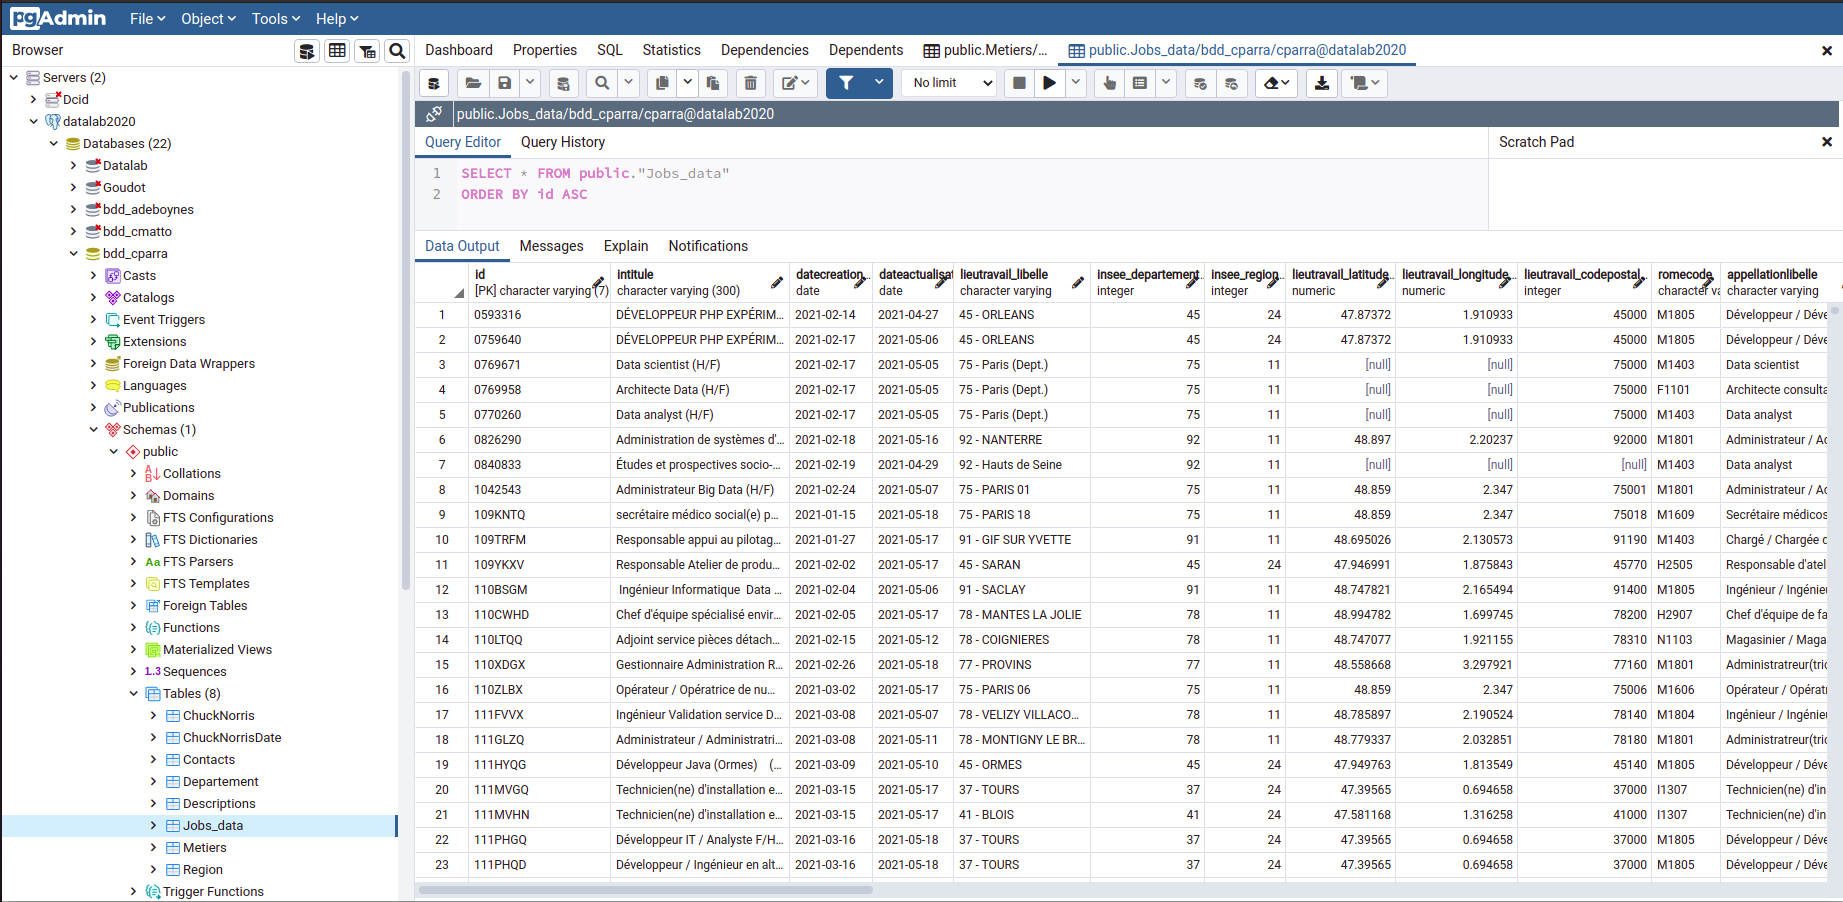 pgAdmin File Object Tools Help
Browser
Dashboard Properties SQL Statistics Dependencies Dependents public.Metiers/... public.Jobs_data/bdd_cparra/cparra@datalab2020
Servers (2)
Dcid
datalab2020
Databases (22)
Datalab
Goudot
bdd_adeboynes
bdd_cmatto
bdd_cparra
Casts
Catalogs
Event Triggers
Extensions
Foreign Data Wrappers
Languages
Publications
Schemas (1)
public
Collations
Domains
FTS Configurations
FTS Dictionaries
Aa FTS Parsers
FTS Templates
Foreign Tables
Functions
Materialized Views
1..3 Sequences
Tables (8)
ChuckNorris
ChuckNorrisDate
Contacts
Departement
Descriptions
Jobs_data
Metiers
Region
Trigger Functions
No limit
public.Jobs_data/bdd_cparra/cparra@datalab2020
Query Editor Query History
Scratch Pad
1 SELECT * FROM public."Jobs_data"
2 ORDER BY id ASC
Data Output Messages Explain Notifications
id intitule datecreation... dateactualisat lieutravail_libelle insee_departement... insee_region... lieutravail_latitude... lieutravail_longitude... lieutravail_codepostal... romecode appellationlibelle
[PK] character varying (7) character varying (300) date date character varying integer integer numeric numeric integer character va character varying
1 0593316 DÉVELOPPEUR PHP EXPÉRIM... 2021-02-14 2021-04-27 45 - ORLEANS 45 24 47.87372 1.910933 45000 M1805 Développeur / Déve
2 0759640 DÉVELOPPEUR PHP EXPÉRIM... 2021-02-17 2021-05-06 45 - ORLEANS 45 24 47.87372 1.910933 45000 M1805 Développeur / Déve
3 0769671 Data scientist (H/F) 2021-02-17 2021-05-05 75 - Paris (Dept.) 75 11 [null] [null] 75000 M1403 Data scientist
4 0769958 Architecte Data (H/F) 2021-02-17 2021-05-05 75 - Paris (Dept.) 75 11 [null] [null] 75000 F1101 Architecte consulta
5 0770260 Data analyst (H/F) 2021-02-17 2021-05-05 75 - Paris (Dept.) 75 11 [null] [null] 75000 M1403 Data analyst
6 0826290 Administration de systèmes d'... 2021-02-18 2021-05-16 92 - NANTERRE 92 11 48.897 2.20237 92000 M1801 Administrateur / Ac
7 0840833 Études et prospectives socio-... 2021-02-19 2021-04-29 92 - Hauts de Seine 92 11 [null] [null] [null] M1403 Data analyst
8 1042543 Administrateur Big Data (H/F) 2021-02-24 2021-05-07 75 - PARIS 01 75 11 48.859 2.347 75001 M1801 Administrateur / Ac
9 109KNTQ secrétaire médico social(e) p... 2021-01-15 2021-05-18 75 - PARIS 18 75 11 48.859 2.347 75018 M1609 Secrétaire médicos
10 109TRFM Responsable appui au pilotag... 2021-01-27 2021-05-17 91 - GIF SUR YVETTE 91 11 48.695026 2.130573 91190 M1403 Chargé / Chargée c
11 109YKXV Responsable Atelier de produ... 2021-02-02 2021-05-17 45 - SARAN 45 24 47.946991 1.875843 45770 H2505 Responsable d'atel
12 110BSGM Ingénieur Informatique Data ... 2021-02-04 2021-05-06 91 - SACLAY 91 11 48.747821 2.165494 91400 M1805 Ingénieur / Ingénie
13 110CWHD Chef d'équipe spécialisé envir... 2021-02-05 2021-05-17 78 - MANTES LA JOLIE 78 11 48.994782 1.699745 78200 H2907 Chef d'équipe de fa
14 110LTQQ Adjoint service pièces détach... 2021-02-15 2021-05-12 78 - COIGNIERES 78 11 48.747077 1.921155 78310 N1103 Magasinier / Maga
15 110XDGX Gestionnaire Administration R... 2021-02-26 2021-05-18 77 - PROVINS 77 11 48.558668 3.297921 77160 M1801 Administratreur(tric
16 110ZLBX Opérateur / Opératrice de nu... 2021-03-02 2021-05-17 75 - PARIS 06 75 11 48.859 2.347 75006 M1606 Opérateur / Opérat
17 111FVVX Ingénieur Validation service D... 2021-03-08 2021-05-07 78 - VELIZY VILLACO... 78 11 48.785897 2.190524 78140 M1804 Ingénieur / Ingénie
18 111GLZQ Administrateur / Administratri... 2021-03-08 2021-05-11 78 - MONTIGNY LE BR... 78 11 48.779337 2.032851 78180 M1801 Administratreur(tric
19 111HYQG Développeur Java (Ormes) (... 2021-03-09 2021-05-10 45 - ORMES 45 24 47.949763 1.813549 45140 M1805 Développeur / Déve
20 111MVGQ Technicien(ne) d'installation e... 2021-03-15 2021-05-17 37 - TOURS 37 24 47.39565 0.694658 37000 I1307 Technicien(ne) d'in
21 111MVHN Technicien(ne) d'installation e... 2021-03-15 2021-05-17 41 - BLOIS 41 24 47.581168 1.316258 41000 I1307 Technicien(ne) d'in
22 111PHGQ Développeur IT / Analyste F/H... 2021-03-16 2021-05-18 37 - TOURS 37 24 47.39565 0.694658 37000 M1805 Développeur / Déve
23 111PHQD Développeur / Ingénieur en alt... 2021-03-16 2021-05-18 37 - TOURS 37 24 47.39565 0.694658 37000 M1805 Développeur / Déve